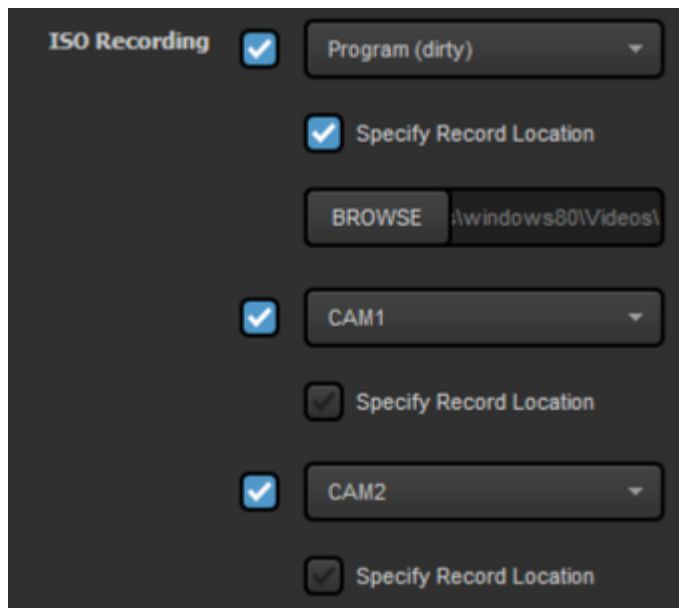 ISO Recording
Program (dirty)
Specify Record Location
BROWSE \windows80\Videos\
CAM1
Specify Record Location
CAM2
Specify Record Location